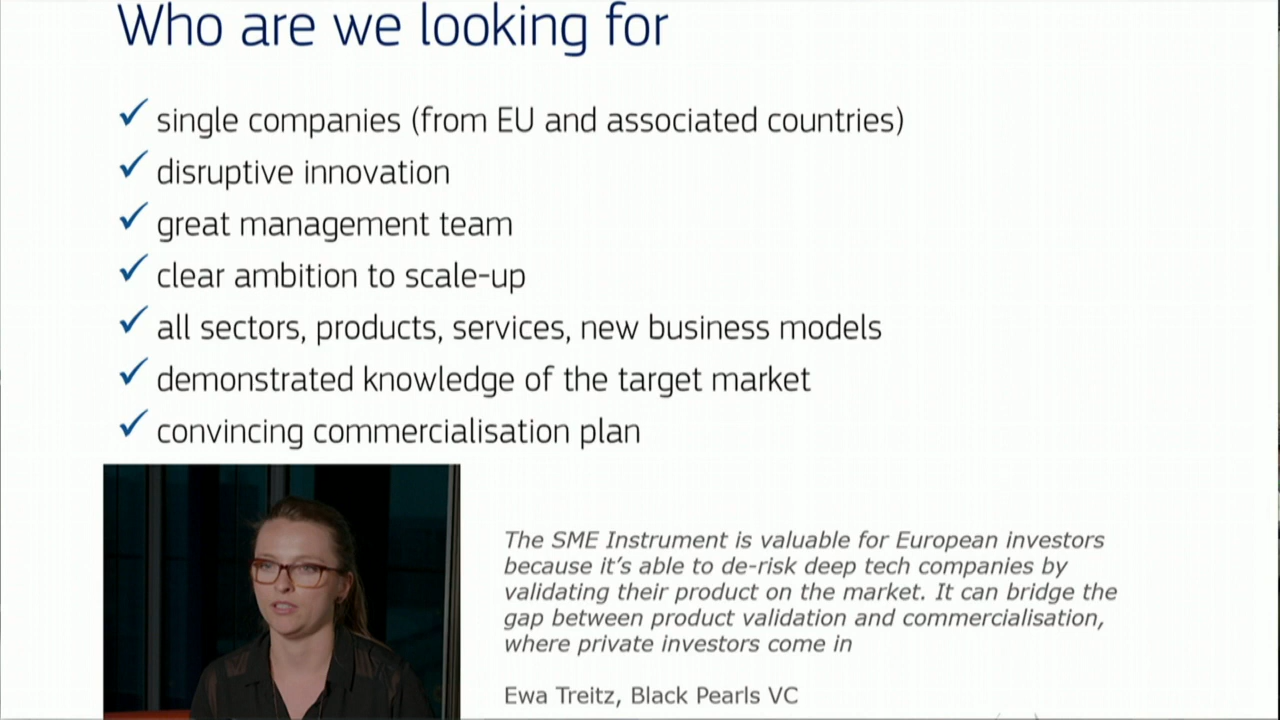 Who are we looking for
single companies (from EU and associated countries)
disruptive innovation
great management team
clear ambition to scale-up
all sectors, products, services, new business models
demonstrated knowledge of the target market
convincing commercialisation plan
The SME Instrument is valuable for European investors
because it's able to de-risk deep tech companies by
validating their product on the market. It can bridge the
gap between product validation and commercialisation,
where private investors come in
Ewa Treitz, Black Pearls VC